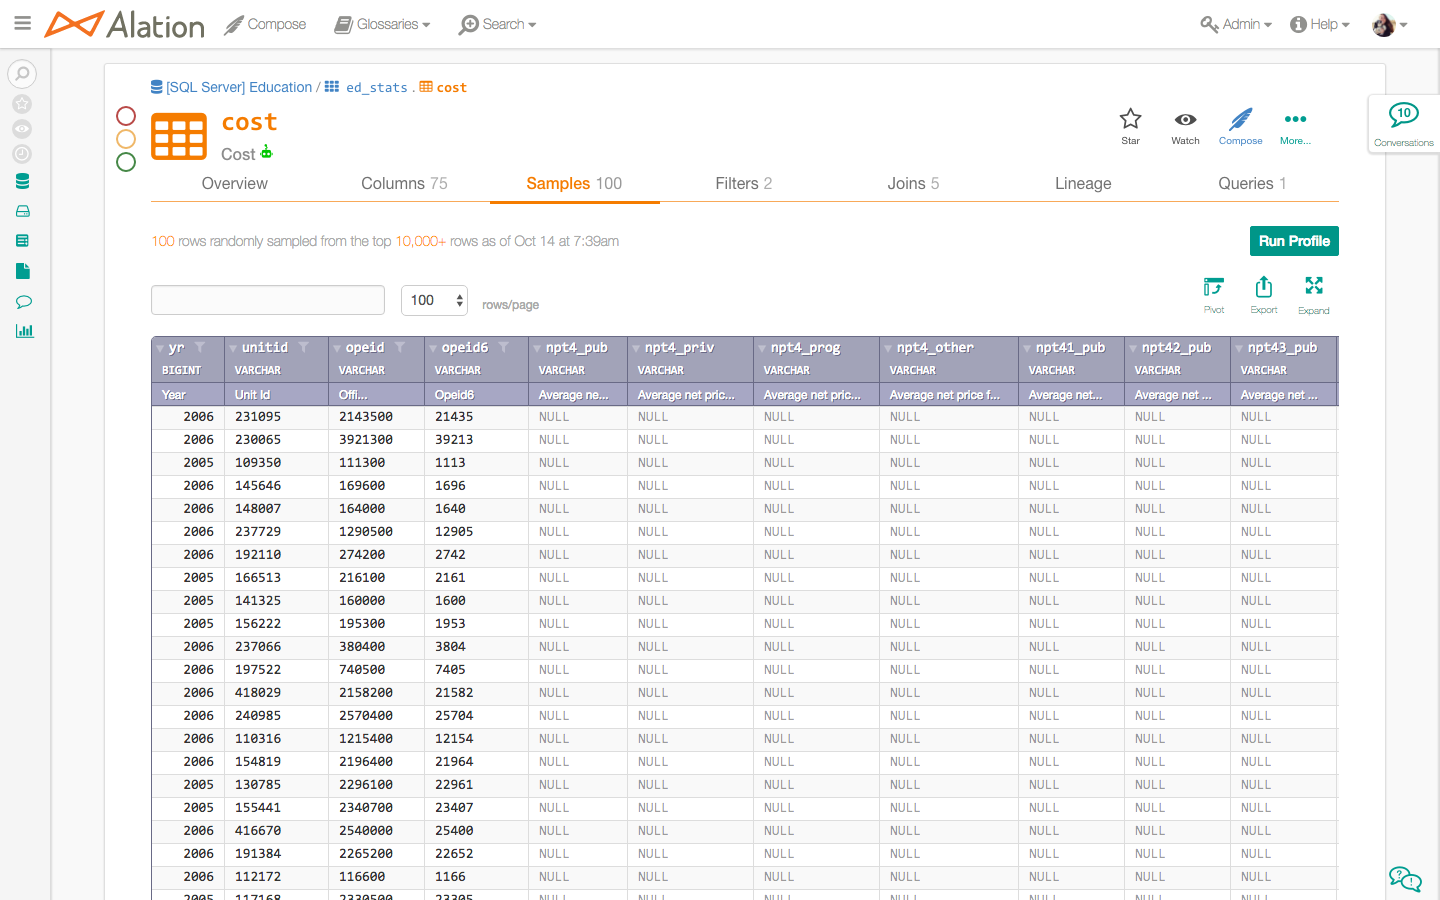 Alation Compose Glossaries Search Admin Help
[SQL Server] Education / ed_stats . cost
cost
Cost
Star Watch Compose More...
10
Conversations
Overview Columns 75 Samples 100 Filters 2 Joins 5 Lineage Queries 1
100 rows randomly sampled from the top 10,000+ rows as of Oct 14 at 7:39am
Run Profile
100 rows/page
Pivot Export Expand
yr unitid opeid opeid6 npt4_pub npt4_priv npt4_prog npt4_other npt41_pub npt42_pub npt43_pub
BIGINT VARCHAR VARCHAR VARCHAR VARCHAR VARCHAR VARCHAR VARCHAR VARCHAR VARCHAR VARCHAR
Year Unit Id Offi... Opeid6 Average ne... Average net pric... Average net pric... Average net price f... Average net... Average net ... Average net ...
2006 231095 2143500 21435 NULL NULL NULL NULL NULL NULL NULL
2006 230065 3921300 39213 NULL NULL NULL NULL NULL NULL NULL
2005 109350 111300 1113 NULL NULL NULL NULL NULL NULL NULL
2006 145646 169600 1696 NULL NULL NULL NULL NULL NULL NULL
2006 148007 164000 1640 NULL NULL NULL NULL NULL NULL NULL
2006 237729 1290500 12905 NULL NULL NULL NULL NULL NULL NULL
2006 192110 274200 2742 NULL NULL NULL NULL NULL NULL NULL
2005 166513 216100 2161 NULL NULL NULL NULL NULL NULL NULL
2005 141325 160000 1600 NULL NULL NULL NULL NULL NULL NULL
2005 156222 195300 1953 NULL NULL NULL NULL NULL NULL NULL
2006 237066 380400 3804 NULL NULL NULL NULL NULL NULL NULL
2006 197522 740500 7405 NULL NULL NULL NULL NULL NULL NULL
2006 418029 2158200 21582 NULL NULL NULL NULL NULL NULL NULL
2006 240985 2570400 25704 NULL NULL NULL NULL NULL NULL NULL
2006 110316 1215400 12154 NULL NULL NULL NULL NULL NULL NULL
2006 154819 2196400 21964 NULL NULL NULL NULL NULL NULL NULL
2005 130785 2296100 22961 NULL NULL NULL NULL NULL NULL NULL
2005 155441 2340700 23407 NULL NULL NULL NULL NULL NULL NULL
2006 416670 2540000 25400 NULL NULL NULL NULL NULL NULL NULL
2006 191384 2265200 22652 NULL NULL NULL NULL NULL NULL NULL
2006 112172 116600 1166 NULL NULL NULL NULL NULL NULL NULL
2005 117168 2330500 23305 NULL NULL NULL NULL NULL NULL NULL